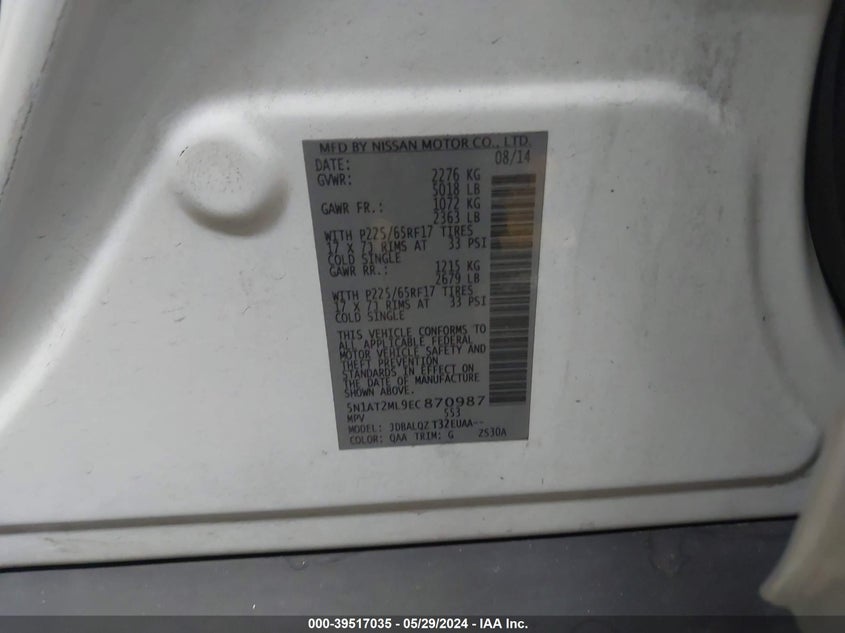 MFD BY NISSAN MOTOR CO., LTD.
DATE: 08/14
GVWR: 2276 KG
5018 LB
GAWR FR.: 1072 KG
2363 LB
WITH P225/65RF17 TIRES
17 X 7J RIMS AT 33 PSI
COLD SINGLE
GAWR RR.: 1215 KG
2679 LB
WITH P225/65RF17 TIRES
17 X 7J RIMS AT 33 PSI
COLD SINGLE
THIS VEHICLE CONFORMS TO
ALL APPLICABLE FEDERAL
MOTOR VEHICLE SAFETY AND
THEFT PREVENTION
STANDARDS IN EFFECT ON
THE DATE OF MANUFACTURE
SHOWN ABOVE.
5N1AT2ML9EC870987
MPV 553
MODEL: JDBALQZ T32EUAA--
COLOR: QAA TRIM: G 2S30A
000-39517035 - 05/29/2024 - IAA Inc.